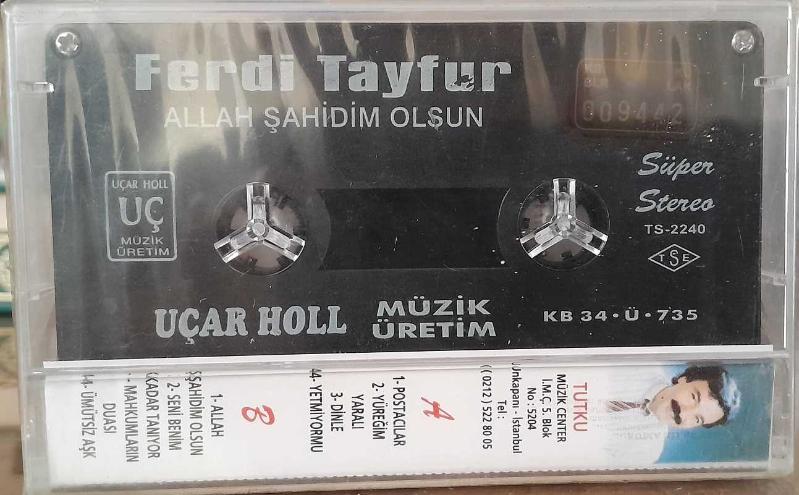 Ferdi Tayfur
ALLAH ŞAHİDİM OLSUN
009442
UÇAR HOLL
UÇ
MÜZİK
ÜRETİM
Süper
Stereo
TS-2240
TSE
UÇAR HOLL
MÜZİK
ÜRETİM
KB 34·Ü·735
TUTKU
MÜZİK CENTER
İ.M.Ç. 5. Blok
No: 5204
Unkapanı - İstanbul
Tel :
(0212) 522 80 05
A
1- POSTACILAR
2- YÜREĞİM
YARALI
3- DİNLE
4- YETMİYORMU
B
1- ALLAH
ŞAHİDİM OLSUN
2- SENİ BENİM
KADAR TANIYOR
- MAHKUMLARIN
DUASI
4- ÜMÜTSİZ AŞK